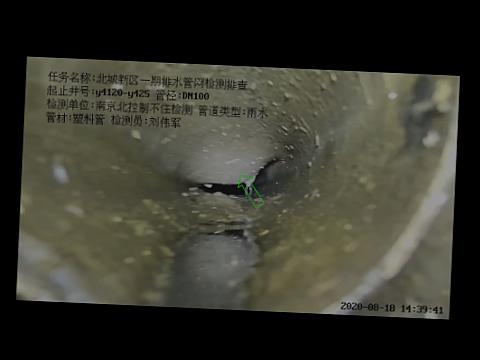 任务名称:北城新区一期排水管网检测排查
起止井号:y4120-y425 管径:DN100
检测单位:南京北控制不住检测 管道类型:雨水
管材:塑料管 检测员:刘伟军
2020-08-18 14:39:41